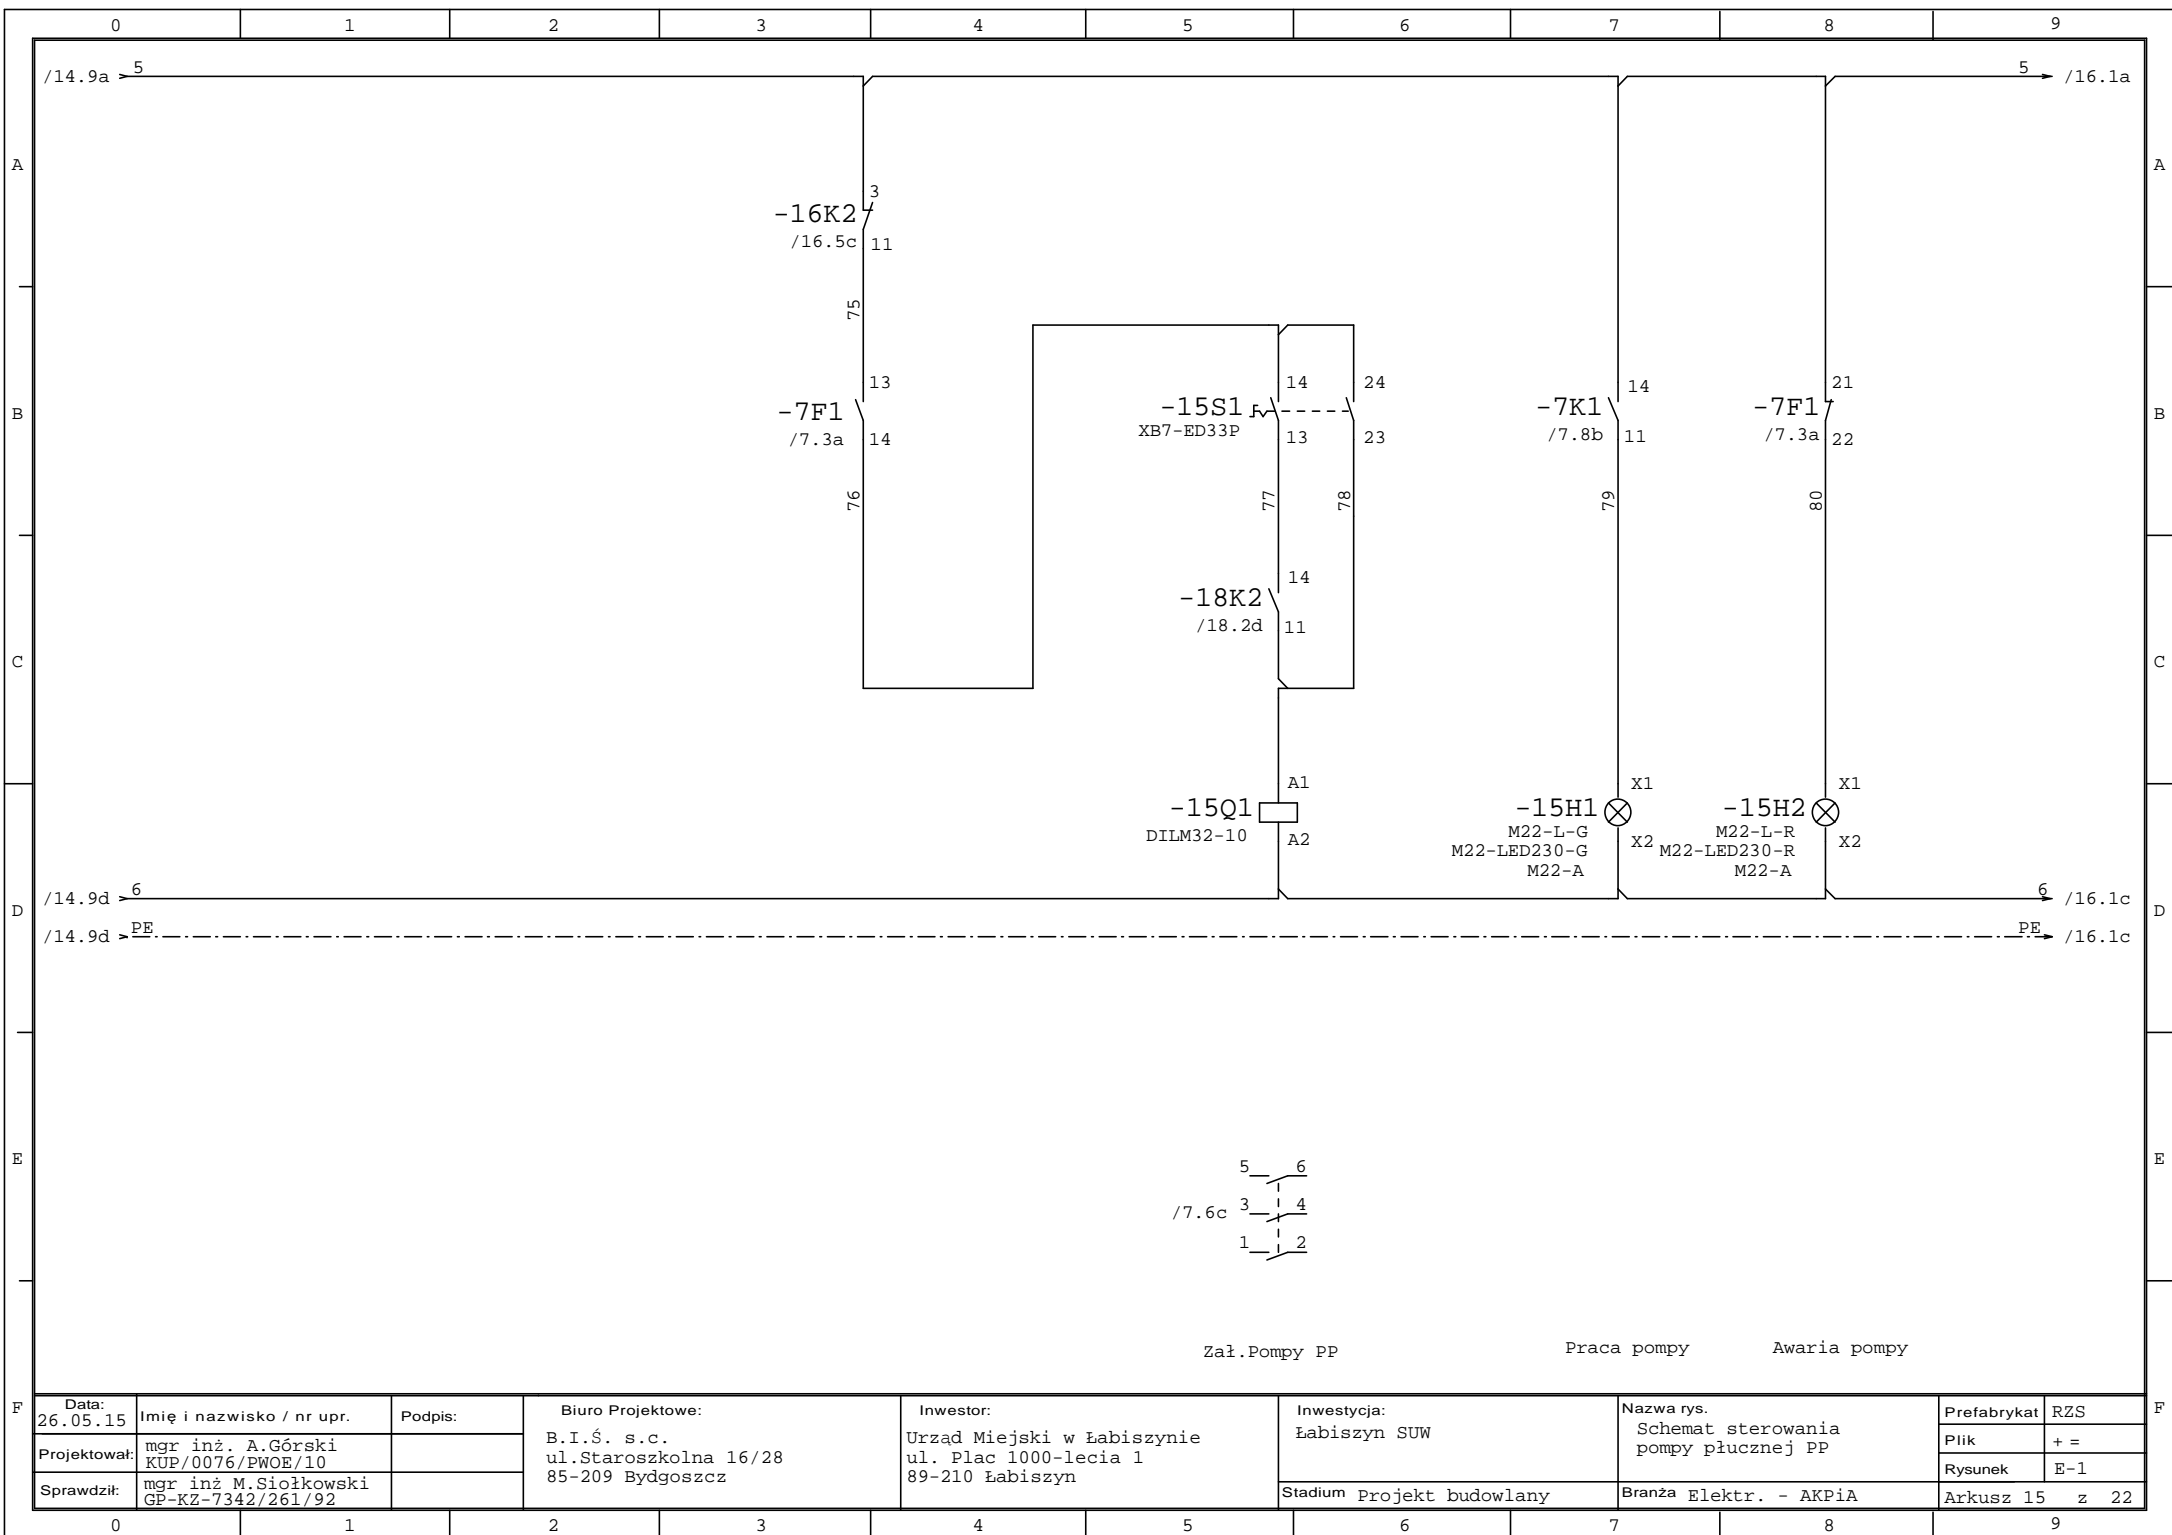 0 1 2 3 4 5 6 7 8 9
/14.9a 5 5 /16.1a
A A
3
-16K2
/16.5c 11
75
13 14 24 14 21
B -7F1 -15S1 -7K1 -7F1 B
/7.3a 14 XB7-ED33P 13 23 /7.8b 11 /7.3a 22
76 77 78 79 80
14
-18K2
/18.2d 11
C C
A1 X1 X1
-15Q1 -15H1 -15H2
DILM32-10 A2 M22-L-G X2 M22-L-R X2
M22-LED230-G M22-LED230-R
M22-A M22-A
/14.9d 6 6 /16.1c
D D
/14.9d PE PE /16.1c
E E
5 6
/7.6c 3 4
1 2
Zał.Pompy PP Praca pompy Awaria pompy
F F
Data:
26.05.15
Imię i nazwisko / nr upr.
Podpis:
Projektował:
mgr inż. A.Górski
KUP/0076/PWOE/10
Sprawdził:
mgr inż M.Siołkowski
GP-KZ-7342/261/92
Biuro Projektowe:
B.I.Ś. s.c.
ul.Staroszkolna 16/28
85-209 Bydgoszcz
Inwestor:
Urząd Miejski w Łabiszynie
ul. Plac 1000-lecia 1
89-210 Łabiszyn
Inwestycja:
Łabiszyn SUW
Stadium Projekt budowlany
Nazwa rys.
Schemat sterowania
pompy płucznej PP
Branża Elektr. - AKPiA
Prefabrykat RZS
Plik + =
Rysunek E-1
Arkusz 15 z 22
0 1 2 3 4 5 6 7 8 9